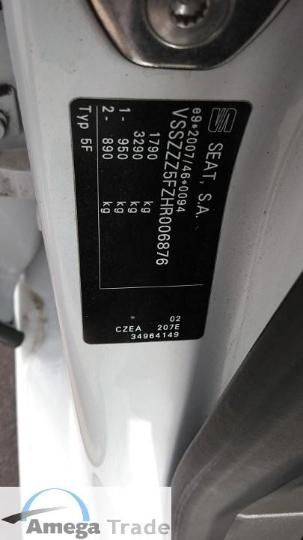 SEAT, S.A.
e9*2007/46*0094
VSSZZZ5FZHR006876
1790 kg
3290 kg
1- 950 kg
2- 890 kg
Typ 5F
* 02
CZEA 207E
34964149
Amega Trade